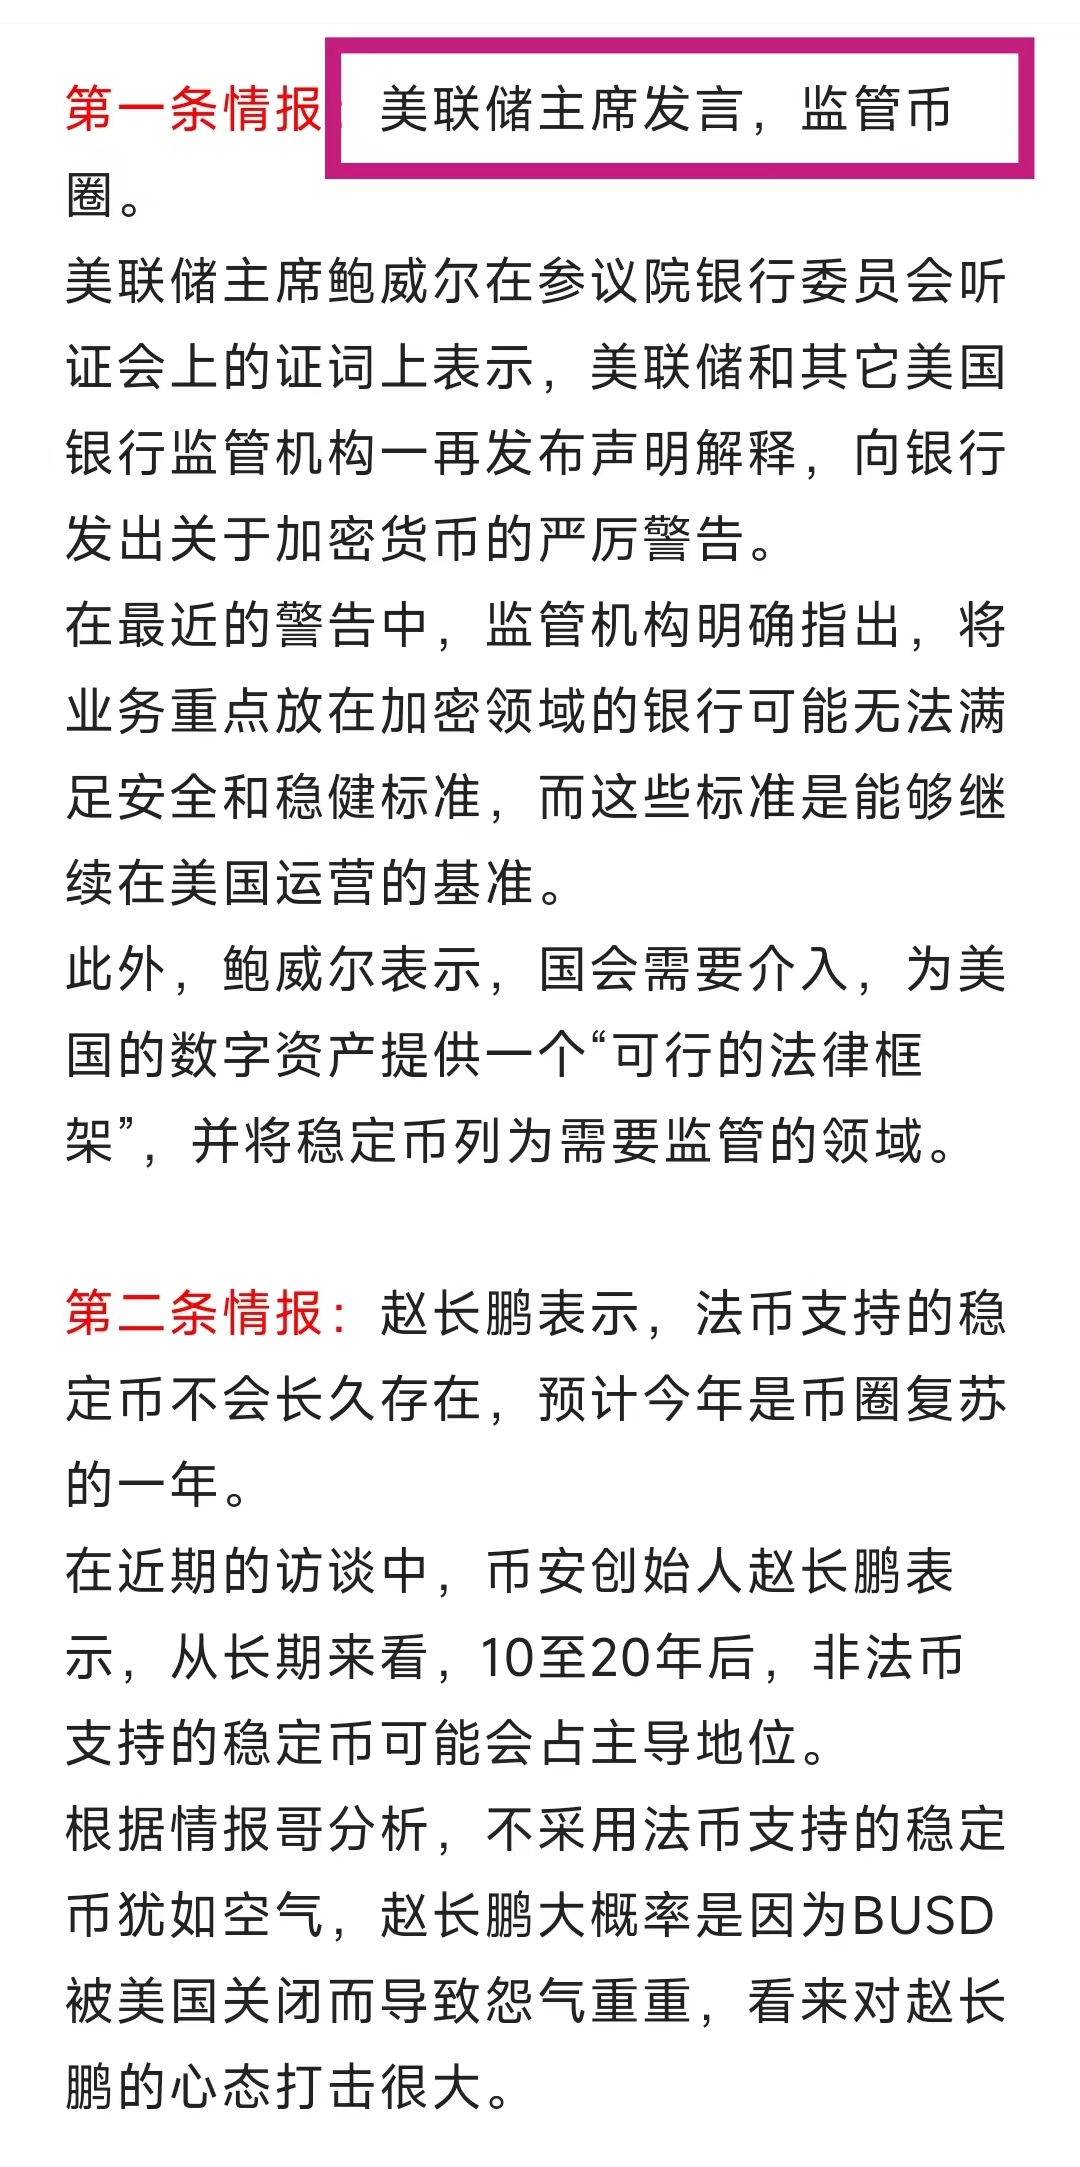 第一条情报：美联储主席发言，监管币
圈。
美联储主席鲍威尔在参议院银行委员会听
证会上的证词上表示，美联储和其它美国
银行监管机构一再发布声明解释，向银行
发出关于加密货币的严厉警告。
在最近的警告中，监管机构明确指出，将
业务重点放在加密领域的银行可能无法满
足安全和稳健标准，而这些标准是能够继
续在美国运营的基准。
此外，鲍威尔表示，国会需要介入，为美
国的数字资产提供一个“可行的法律框
架”，并将稳定币列为需要监管的领域。
第二条情报：赵长鹏表示，法币支持的稳
定币不会长久存在，预计今年是币圈复苏
的一年。
在近期的访谈中，币安创始人赵长鹏表
示，从长期来看，10至20年后，非法币
支持的稳定币可能会占主导地位。
根据情报哥分析，不采用法币支持的稳定
币犹如空气，赵长鹏大概率是因为BUSD
被美国关闭而导致怨气重重，看来对赵长
鹏的心态打击很大。